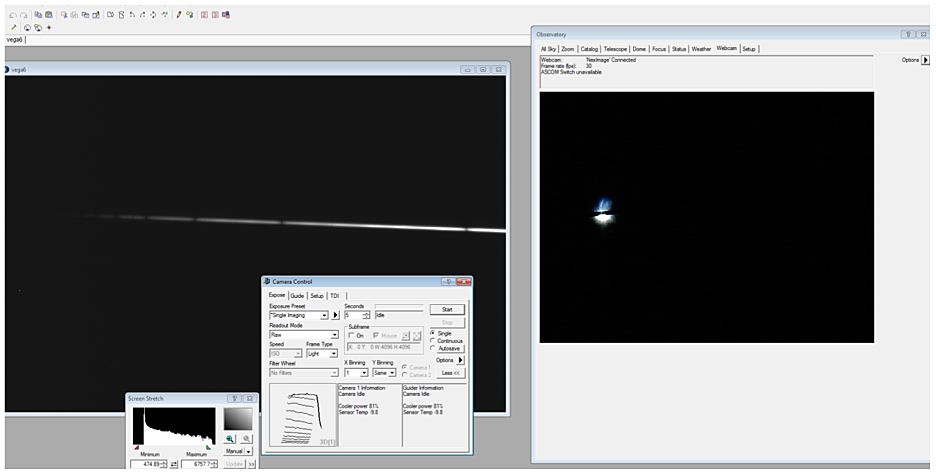 vega6
vega6
Observatory
All Sky Zoom Catalog Telescope Dome Focus Status Weather Webcam Setup
Webcam: 'NexImage' Connected
Frame rate (fps): 30
ASCOM Switch unavailable
Options
Camera Control
Expose Guide Setup TDI
Exposure Preset Seconds
*Single Imaging 5 Idle Start
Readout Mode Subframe Stop
Raw On Mouse Single
Speed Frame Type X: 0 Y: 0 W:4096 H:4096 Continuous
ISO Light Autosave
Filter Wheel X Binning Y Binning Camera 1 Options
No Filters 1 Same Camera 2 Less <<
Camera 1 Information Guider Information
Camera Idle Camera Idle
Cooler power 81% Cooler power 81%
Sensor Temp -9.8 Sensor Temp -9.8
3D[1]
Screen Stretch
Manual
Minimum Maximum
474.89 6757.7 Update >>